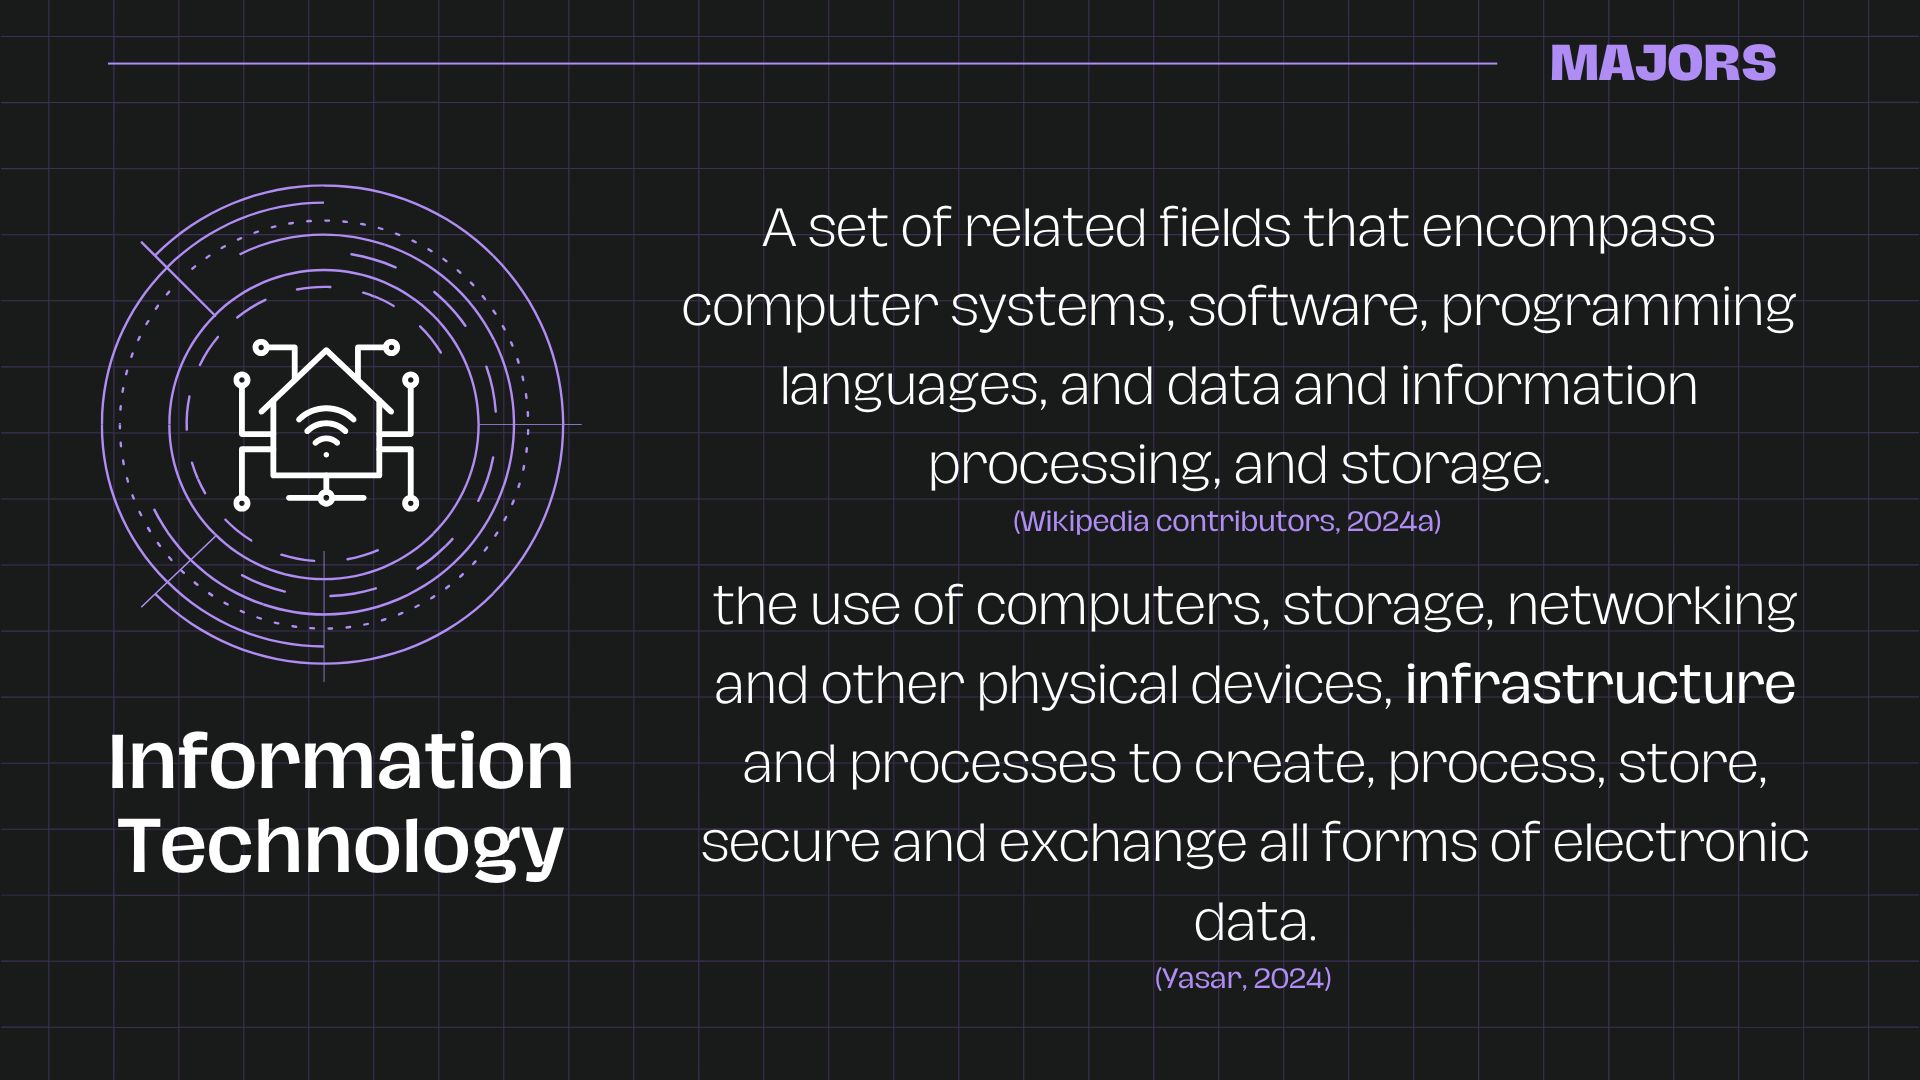 MAJORS
A set of related fields that encompass
computer systems, software, programming
languages, and data and information
processing, and storage.
(Wikipedia contributors, 2024a)
the use of computers, storage, networking
and other physical devices, infrastructure
and processes to create, process, store,
secure and exchange all forms of electronic
data.
(Yasar, 2024)
Information
Technology